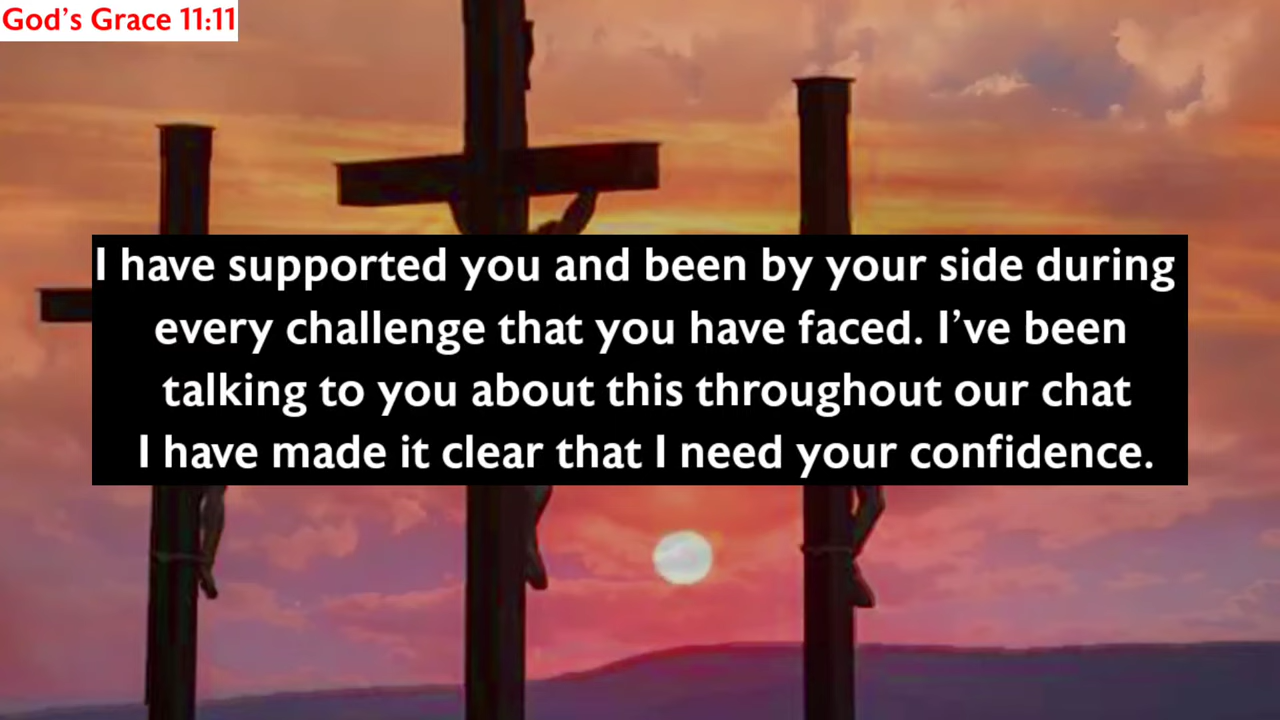 God’s Grace 11:11
I have supported you and been by your side during
every challenge that you have faced. I’ve been
talking to you about this throughout our chat
I have made it clear that I need your confidence.